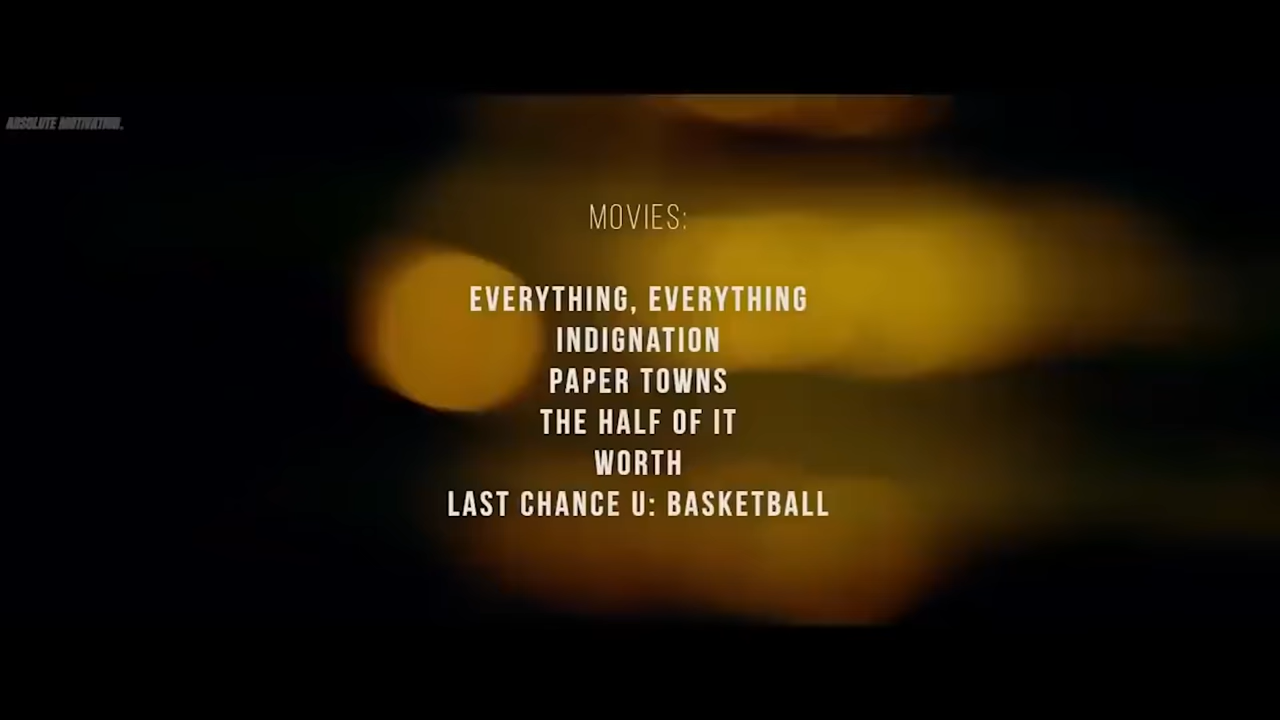 ABSOLUTE MOTIVATION.
MOVIES:
EVERYTHING, EVERYTHING
INDIGNATION
PAPER TOWNS
THE HALF OF IT
WORTH
LAST CHANCE U: BASKETBALL